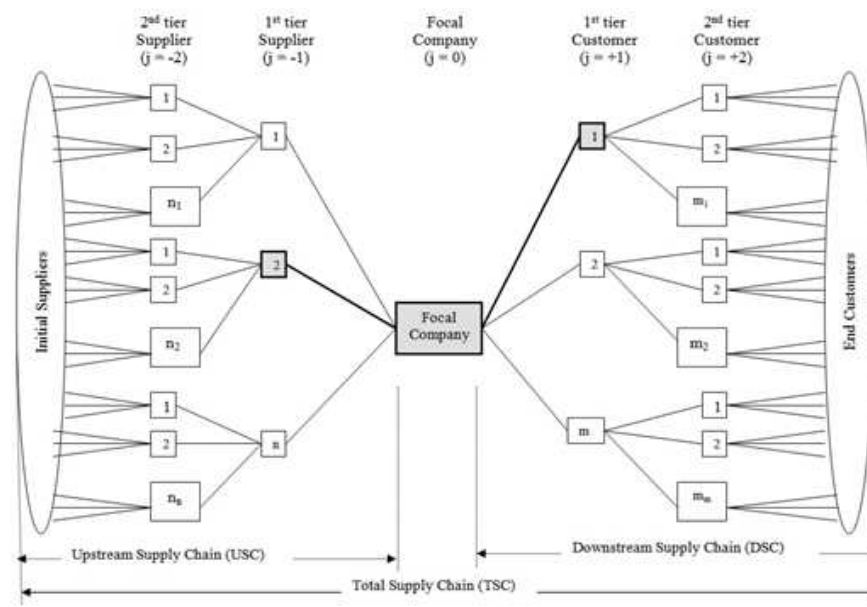 2nd tier
Supplier
(j = -2)
1st tier
Supplier
(j = -1)
Focal
Company
(j = 0)
1st tier
Customer
(j = +1)
2nd tier
Customer
(j = +2)
Initial Suppliers
1
2
n1
1
2
n2
1
2
nn
1
2
n
Focal
Company
1
2
m
1
2
mi
1
2
m2
1
2
mm
End Customers
Upstream Supply Chain (USC)
Downstream Supply Chain (DSC)
Total Supply Chain (TSC)